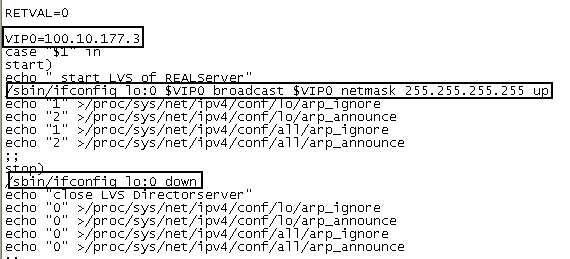 RETVAL=0
VIP0=100.10.177.3
case "$1" in
start)
echo " start LVS of REALServer"
/sbin/ifconfig lo:0 $VIP0 broadcast $VIP0 netmask 255.255.255.255 up
echo "1" >/proc/sys/net/ipv4/conf/lo/arp_ignore
echo "2" >/proc/sys/net/ipv4/conf/lo/arp_announce
echo "1" >/proc/sys/net/ipv4/conf/all/arp_ignore
echo "2" >/proc/sys/net/ipv4/conf/all/arp_announce
;;
stop)
/sbin/ifconfig lo:0 down
echo "close LVS Directorserver"
echo "0" >/proc/sys/net/ipv4/conf/lo/arp_ignore
echo "0" >/proc/sys/net/ipv4/conf/lo/arp_announce
echo "0" >/proc/sys/net/ipv4/conf/all/arp_ignore
echo "0" >/proc/sys/net/ipv4/conf/all/arp_announce
;;